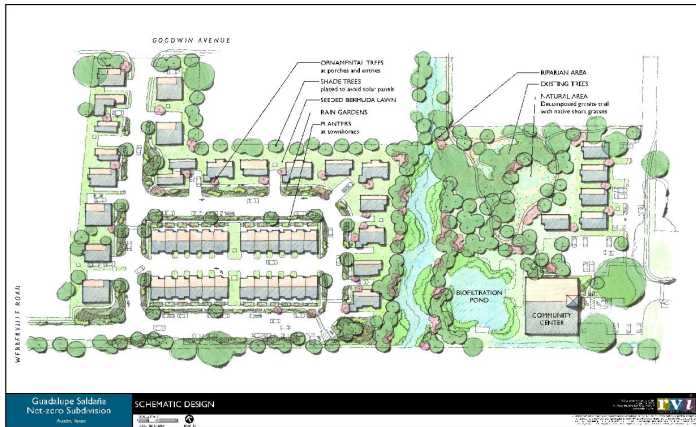 GOODWIN AVENUE
ORNAMENTAL TREES
at porches and entries
SHADE TREES
plated to avoid solar panels
SEEDED BERMUDA LAWN
RAIN GARDENS
PLANTERS
at townhomes
RIPARIAN AREA
EXISTING TREES
NATURAL AREA
Decomposed granite trail
with native short grasses
WEBBERVILLE ROAD
BIOFILTRATION
POND
COMMUNITY
CENTER
Guadalupe Saldaña
Net-zero Subdivision
Austin, Texas
SCHEMATIC DESIGN
rvi